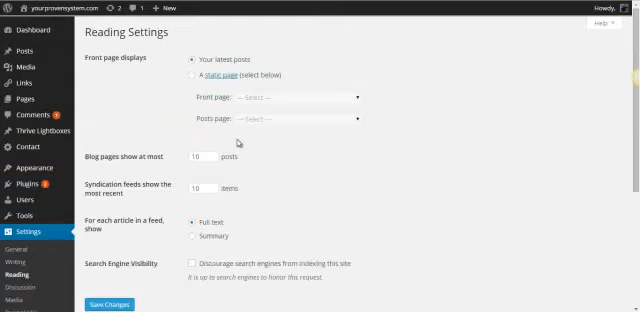 yourprovensystem.com 2 1 + New Howdy,
Help
Dashboard
Posts
Media
Links
Pages
Comments 1
Thrive Lightboxes
Contact
Appearance
Plugins 2
Users
Tools
Settings
General
Writing
Reading
Discussion
Media
Reading Settings
Front page displays
Your latest posts
A static page (select below)
Front page: — Select —
Posts page: — Select —
Blog pages show at most 10 posts
Syndication feeds show the most recent 10 items
For each article in a feed, show
Full text
Summary
Search Engine Visibility
Discourage search engines from indexing this site
It is up to search engines to honor this request.
Save Changes